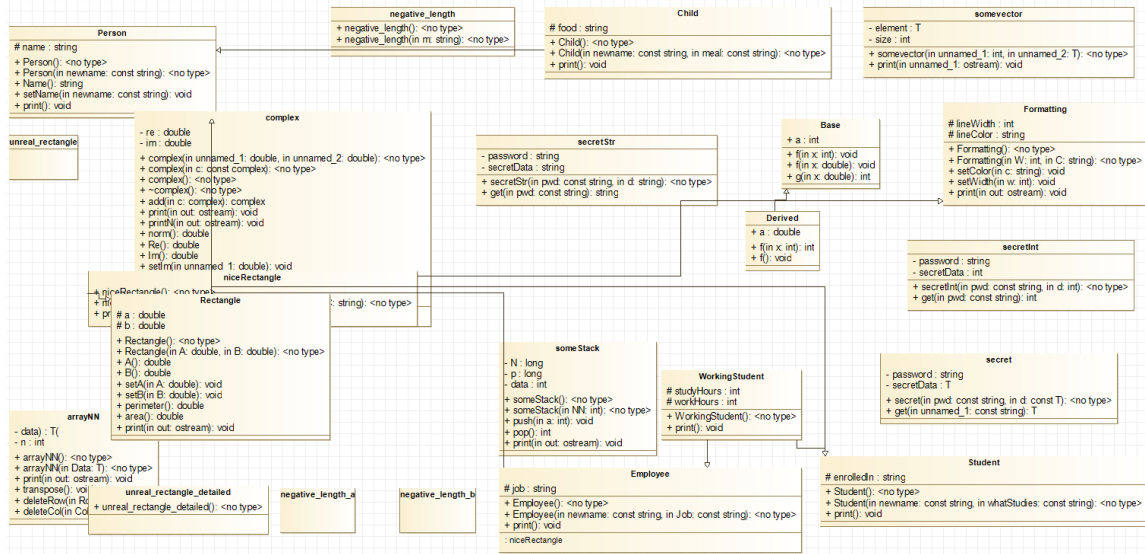 Person
# name : string
+ Person(): <no type>
+ Person(in newname: const string): <no type>
+ Name(): string
+ setName(in newname: const string): void
+ print(): void
negative_length
+ negative_length(): <no type>
+ negative_length(in m: string): <no type>
Child
# food : string
+ Child(): <no type>
+ Child(in newname: const string, in meal: const string): <no type>
+ print(): void
somevector
- element : T
- size : int
+ somevector(in unnamed_1: int, in unnamed_2: T): <no type>
+ print(in unnamed_1: ostream): void
unreal_rectangle
complex
- re : double
- im : double
+ complex(in unnamed_1: double, in unnamed_2: double): <no type>
+ complex(in c: const complex): <no type>
+ complex(): <no type>
+ ~complex(): <no type>
+ add(in c: complex): complex
+ print(in out: ostream): void
+ printN(in out: ostream): void
+ norm(): double
+ Re(): double
+ Im(): double
+ setIm(in unnamed_1: double): void
secretStr
- password : string
- secretData : string
+ secretStr(in pwd: const string, in d: string): <no type>
+ get(in pwd: const string): string
Base
+ a : int
+ f(in x: int): void
+ f(in x: double): void
+ g(in x: double): int
Formatting
# lineWidth : int
# lineColor : string
+ Formatting(): <no type>
+ Formatting(in W: int, in C: string): <no type>
+ setColor(in c: string): void
+ setWidth(in w: int): void
+ print(in out: ostream): void
Derived
+ a : double
+ f(in x: int): int
+ f(): void
secretInt
- password : string
- secretData : int
+ secretInt(in pwd: const string, in d: int): <no type>
+ get(in pwd: const string): int
niceRectangle
+ niceRectangle(): <no
: string): <no type>
Rectangle
# a : double
# b : double
+ Rectangle(): <no type>
+ Rectangle(in A: double, in B: double): <no type>
+ A(): double
+ B(): double
+ setA(in A: double): void
+ setB(in B: double): void
+ perimeter(): double
+ area(): double
+ print(in out: ostream): void
someStack
- N : long
- p : long
- data : int
+ someStack(): <no type>
+ someStack(in NN: int): <no type>
+ push(in a: int): void
+ pop(): int
+ print(in out: ostream): void
WorkingStudent
# studyHours : int
# workHours : int
+ WorkingStudent(): <no type>
+ print(): void
secret
- password : string
- secretData : T
+ secret(in pwd: const string, in d: const T): <no type>
+ get(in unnamed_1: const string): T
arrayNN
- data) : T(
- n : int
+ arrayNN(): <no type>
+ arrayNN(in Data: T): <no type>
+ print(in out: ostream): void
+ transpose(): void
+ deleteRow(in
+ deleteCol(in
unreal_rectangle_detailed
+ unreal_rectangle_detailed(): <no type>
negative_length_a
negative_length_b
Employee
# job : string
+ Employee(): <no type>
+ Employee(in newname: const string, in Job: const string): <no type>
+ print(): void
: niceRectangle
Student
# enrolledIn : string
+ Student(): <no type>
+ Student(in newname: const string, in whatStudies: const string): <no type>
+ print(): void